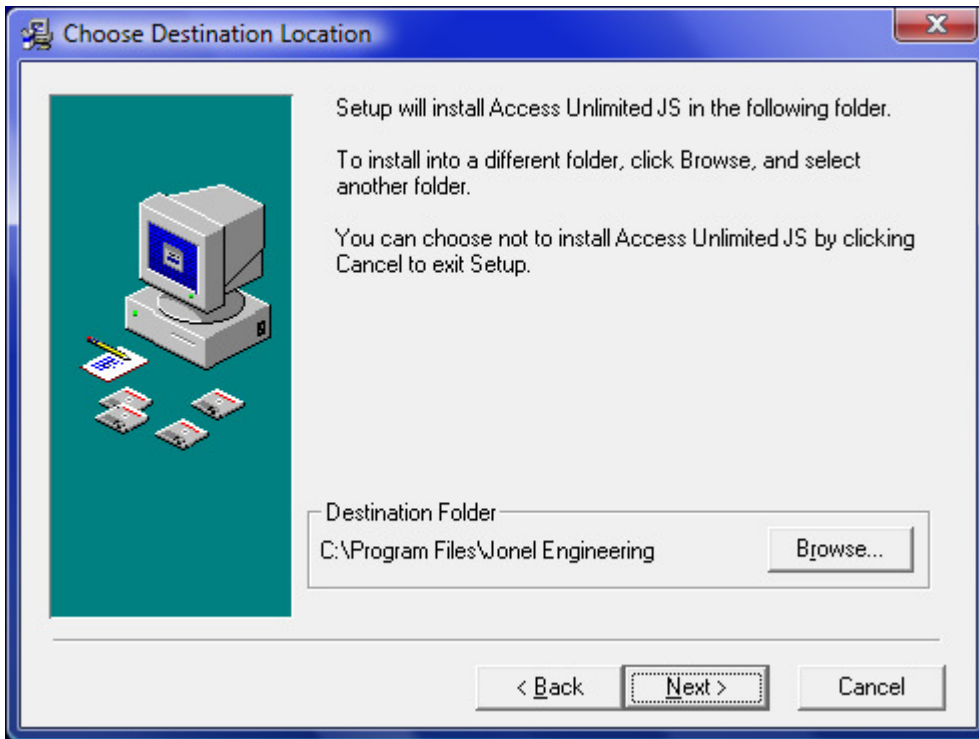 Choose Destination Location
Setup will install Access Unlimited JS in the following folder.
To install into a different folder, click Browse, and select
another folder.
You can choose not to install Access Unlimited JS by clicking
Cancel to exit Setup.
Destination Folder
C:\Program Files\Jonel Engineering
Browse...
< Back
Next >
Cancel